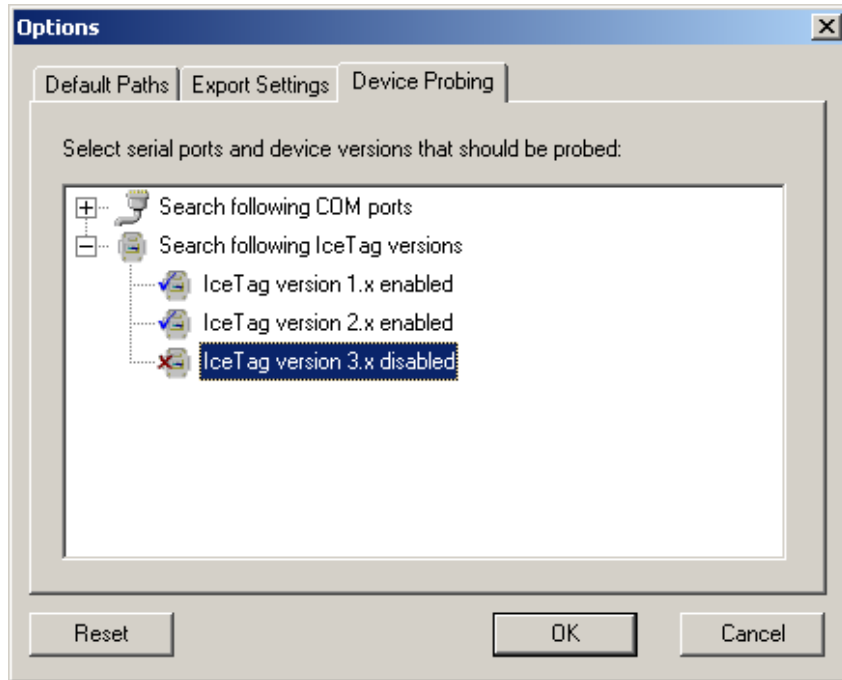 Options
Default Paths Export Settings Device Probing
Select serial ports and device versions that should be probed:
Search following COM ports
Search following IceTag versions
IceTag version 1.x enabled
IceTag version 2.x enabled
IceTag version 3.x disabled
Reset OK Cancel